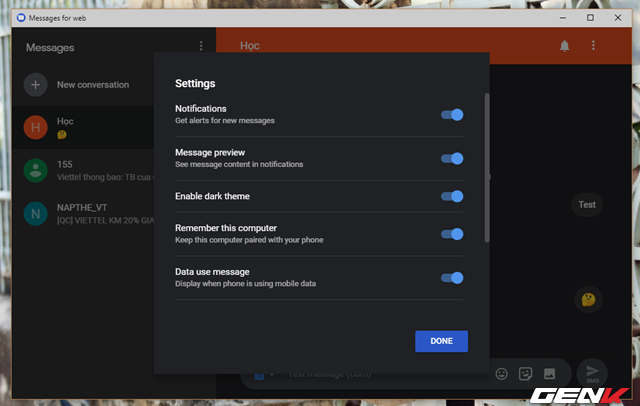 Messages for web
Messages
Học
New conversation
H
Học
155
Viettel thong bao: TB cua
N
NAPTHE_VT
[QC] VIETTEL KM 20% GIA
Settings
Notifications
Get alerts for new messages
Message preview
See message content in notifications
Enable dark theme
Remember this computer
Keep this computer paired with your phone
Data use message
Display when phone is using mobile data
DONE
Test
Text message
SMS
GENK